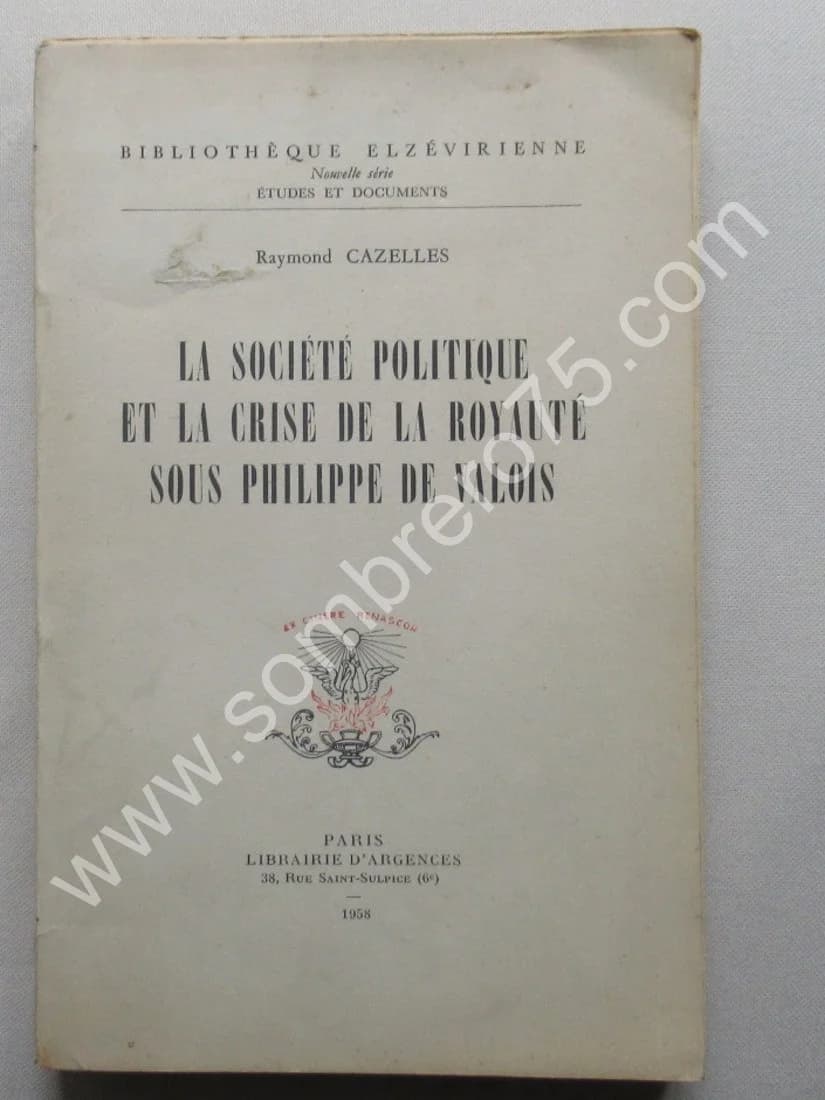 BIBLIOTHÈQUE ELZÉVIRIENNE
Nouvelle série
ÉTUDES ET DOCUMENTS
Raymond CAZELLES
LA SOCIÉTÉ POLITIQUE
ET LA CRISE DE LA ROYAUTÉ
SOUS PHILIPPE DE VALOIS
EX CINERE RENASCOR
PARIS
LIBRAIRIE D'ARGENCES
38, RUE SAINT-SULPICE (6e)
1958
www.sombrero75.com